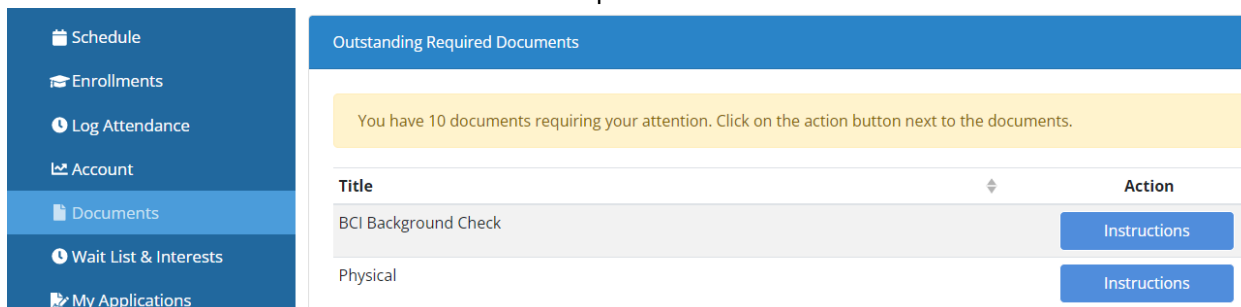 Schedule
Enrollments
Log Attendance
Account
Documents
Wait List & Interests
My Applications
Outstanding Required Documents
You have 10 documents requiring your attention. Click on the action button next to the documents.
Title Action
BCI Background Check Instructions
Physical Instructions